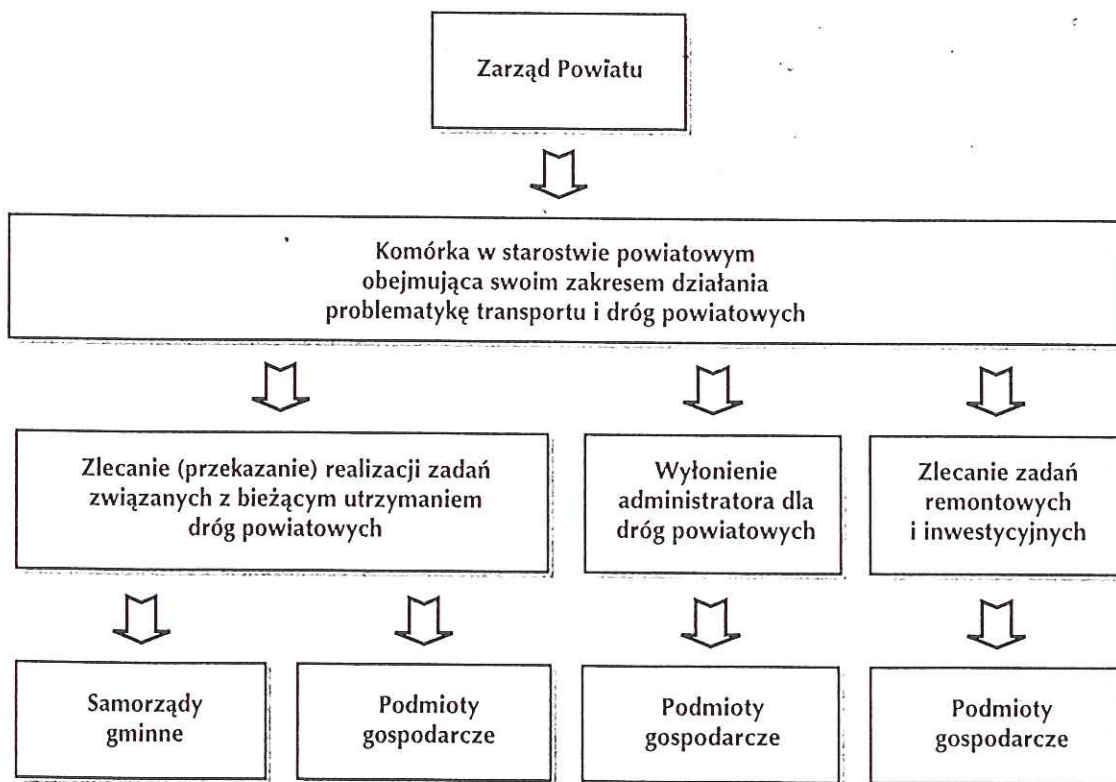 Zarząd Powiatu
Komórka w starostwie powiatowym
obejmująca swoim zakresem działania
problematykę transportu i dróg powiatowych
Zlecanie (przekazanie) realizacji zadań
związanych z bieżącym utrzymaniem
dróg powiatowych
Wyłonienie
administratora dla
dróg powiatowych
Zlecanie zadań
remontowych
i inwestycyjnych
Samorządy
gminne
Podmioty
gospodarcze
Podmioty
gospodarcze
Podmioty
gospodarcze